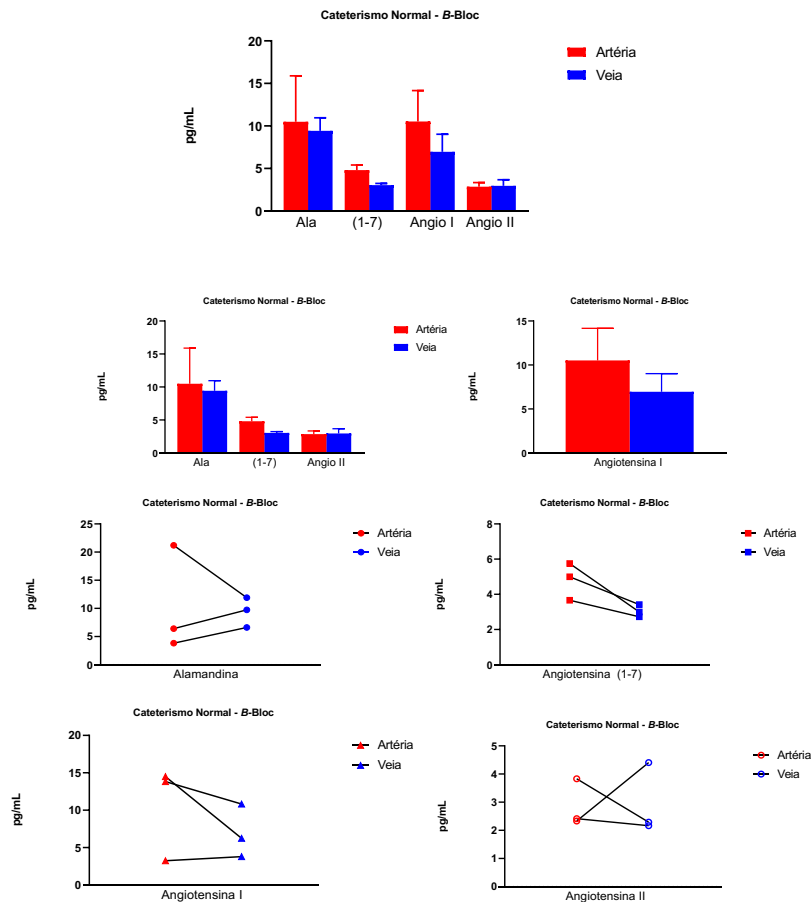 Cateterismo Normal - B-Bloc
20
15
10
5
0
pg/mL
Artéria
Veia
Ala
(1-7)
Angio I
Angio II
Cateterismo Normal - B-Bloc
20
15
10
5
0
pg/mL
Artéria
Veia
Ala
(1-7)
Angio II
Cateterismo Normal - B-Bloc
15
10
5
0
pg/mL
Angiotensina I
Cateterismo Normal - B-Bloc
25
20
15
10
5
0
pg/mL
Artéria
Veia
Alamandina
Cateterismo Normal - B-Bloc
8
6
4
2
0
pg/mL
Artéria
Veia
Angiotensina (1-7)
Cateterismo Normal - B-Bloc
20
15
10
5
0
pg/mL
Artéria
Veia
Angiotensina I
Cateterismo Normal - B-Bloc
5
4
3
2
1
0
pg/mL
Artéria
Veia
Angiotensina II